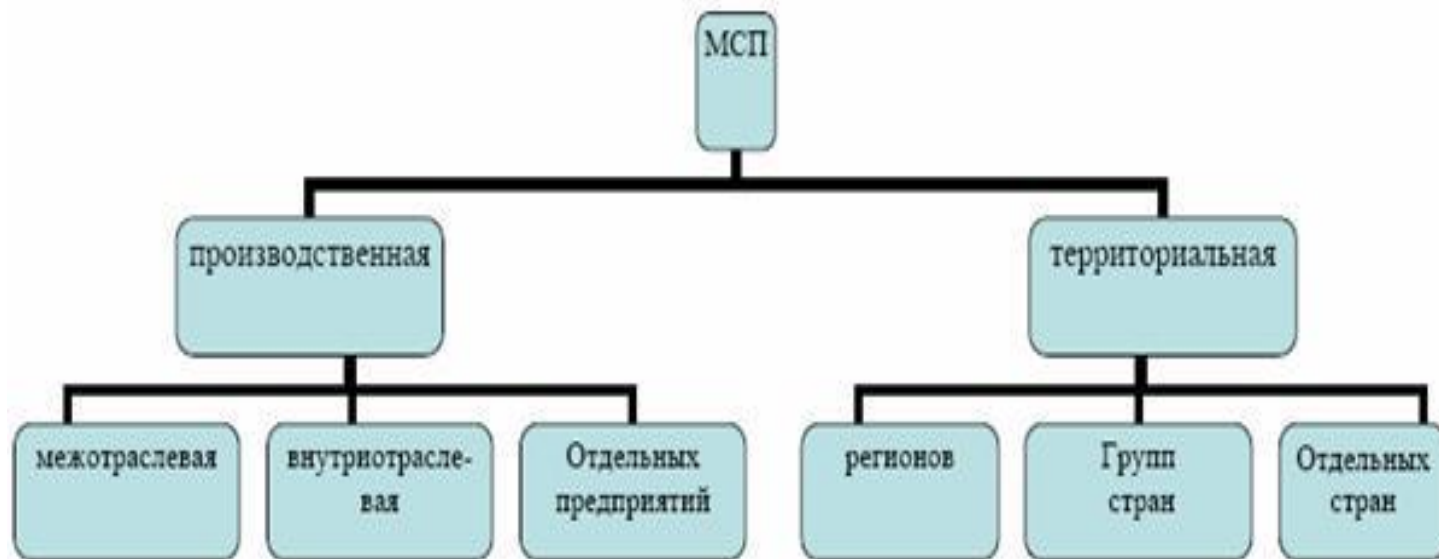 МСП
производственная
территориальная
межотраслевая
внутриотрасле-
вая
Отдельных
предприятий
регионов
Групп
стран
Отдельных
стран